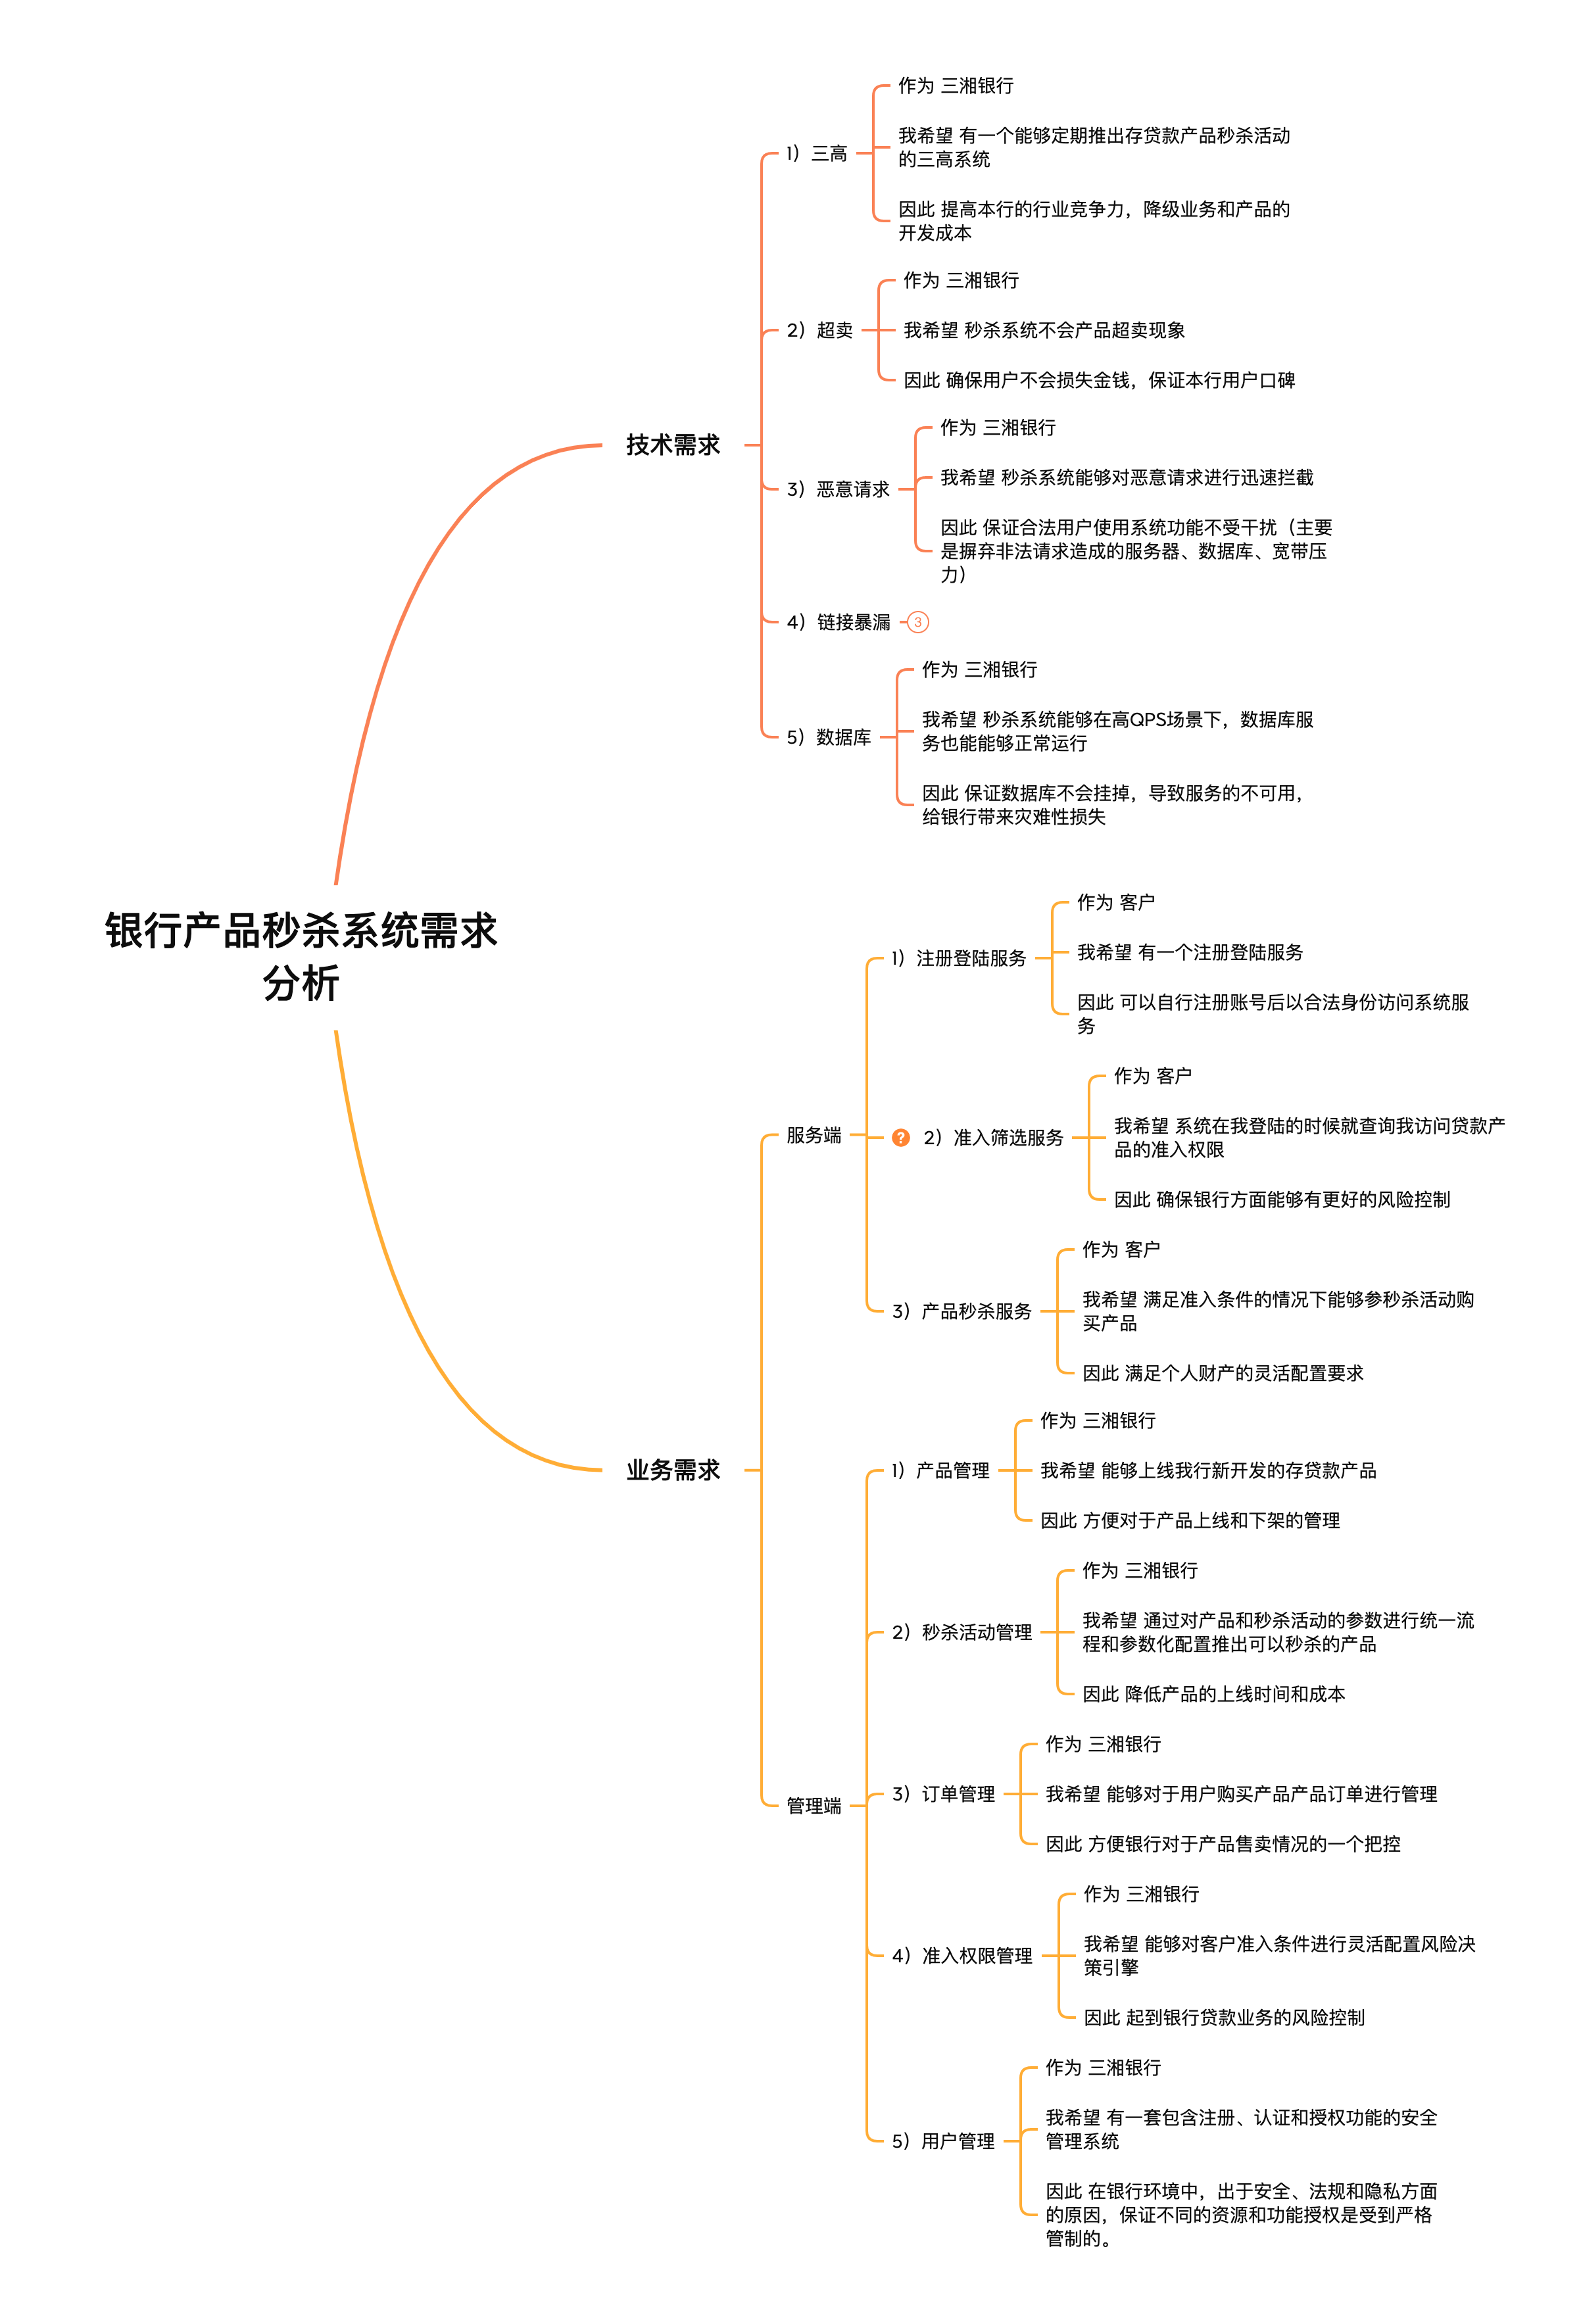 银行产品秒杀系统需求
分析
技术需求
1）三高
作为 三湘银行
我希望 有一个能够定期推出存贷款产品秒杀活动
的三高系统
因此 提高本行的行业竞争力，降级业务和产品的
开发成本
2）超卖
作为 三湘银行
我希望 秒杀系统不会产品超卖现象
因此 确保用户不会损失金钱，保证本行用户口碑
3）恶意请求
作为 三湘银行
我希望 秒杀系统能够对恶意请求进行迅速拦截
因此 保证合法用户使用系统功能不受干扰（主要
是摒弃非法请求造成的服务器、数据库、宽带压
力）
4）链接暴漏
3
5）数据库
作为 三湘银行
我希望 秒杀系统能够在高QPS场景下，数据库服
务也能能够正常运行
因此 保证数据库不会挂掉，导致服务的不可用，
给银行带来灾难性损失
业务需求
服务端
1）注册登陆服务
作为 客户
我希望 有一个注册登陆服务
因此 可以自行注册账号后以合法身份访问系统服
务
? 2）准入筛选服务
作为 客户
我希望 系统在我登陆的时候就查询我访问贷款产
品的准入权限
因此 确保银行方面能够有更好的风险控制
3）产品秒杀服务
作为 客户
我希望 满足准入条件的情况下能够参秒杀活动购
买产品
因此 满足个人财产的灵活配置要求
管理端
1）产品管理
作为 三湘银行
我希望 能够上线我行新开发的存贷款产品
因此 方便对于产品上线和下架的管理
2）秒杀活动管理
作为 三湘银行
我希望 通过对产品和秒杀活动的参数进行统一流
程和参数化配置推出可以秒杀的产品
因此 降低产品的上线时间和成本
3）订单管理
作为 三湘银行
我希望 能够对于用户购买产品产品订单进行管理
因此 方便银行对于产品售卖情况的一个把控
4）准入权限管理
作为 三湘银行
我希望 能够对客户准入条件进行灵活配置风险决
策引擎
因此 起到银行贷款业务的风险控制
5）用户管理
作为 三湘银行
我希望 有一套包含注册、认证和授权功能的安全
管理系统
因此 在银行环境中，出于安全、法规和隐私方面
的原因，保证不同的资源和功能授权是受到严格
管制的。